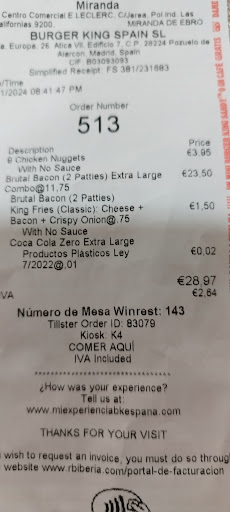 Miranda
Centro Comercial E.LECLERC. C/Jarea. Pol.Ind. Las
alifornias 9200. MIRANDA DE EBRO
BURGER KING SPAIN SL
a. Europa, 26. Atica VII. Edificio 7. C.P. 28224 Pozuelo de
Alarcon, Madrid, Spain
CIF: B03093093
Simplified Receipt: FS 381/231683
/Time
1/2024 08:41:47 PM
Order Number
513
Description Price
9 Chicken Nuggets €3,95
With No Sauce
Brutal Bacon (2 Patties) Extra Large €23,50
Combo@11,75
Brutal Bacon (2 Patties)
King Fries (Classic): Cheese + €1,50
Bacon + Crispy Onion@.75
With No Sauce
Coca Cola Zero Extra Large
Productos Plásticos Ley €0,02
7/2022@,01
€28,97
IVA €2,64
Número de Mesa Winrest: 143
Tillster Order ID: 83079
Kiosk: K4
COMER AQUÍ
IVA Included
¿How was your experience?
Tell us at:
www.miexperienciabkespana.com
THANKS FOR YOUR VISIT
wish to request an invoice, you must do so throug
website www.rbiberia.com/portal-de-facturacion